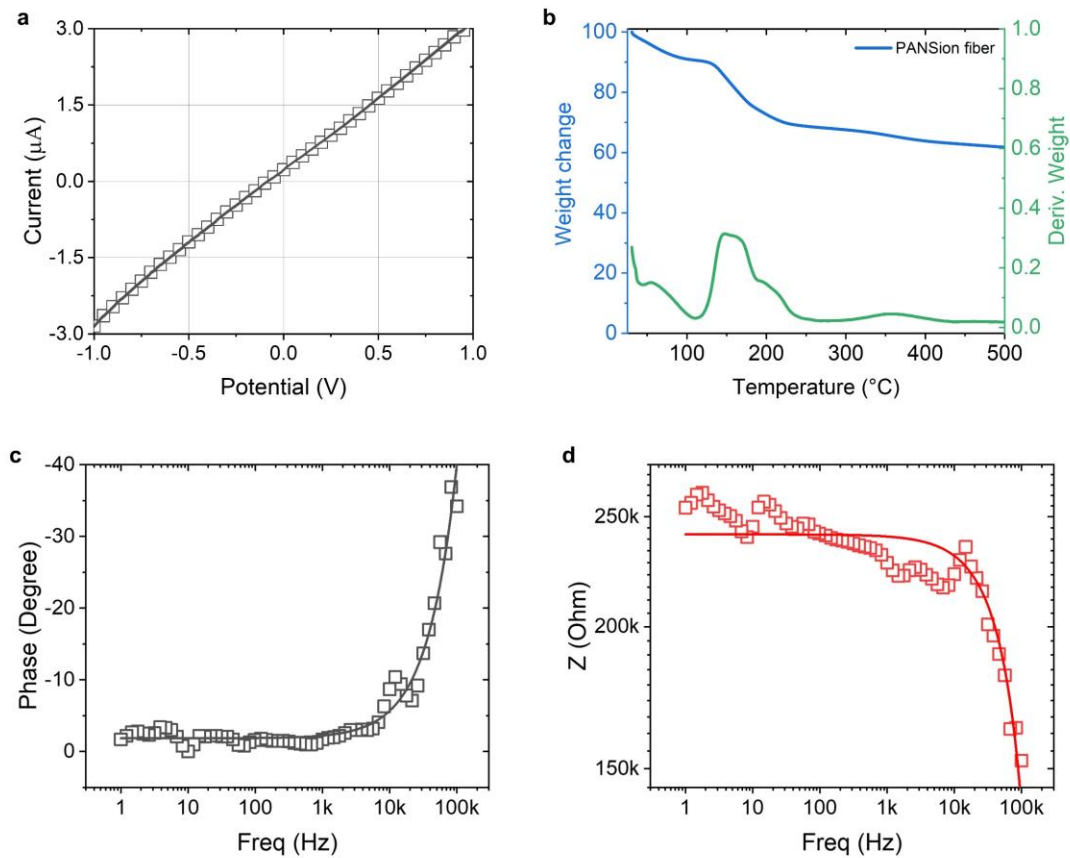 a
3.0
1.5
0.0
-1.5
-3.0
Current (μA)
-1.0
-0.5
0.0
0.5
1.0
Potential (V)
b
100
80
60
40
20
0
Weight change
PANSion fiber
1.0
0.8
0.6
0.4
0.2
0.0
Deriv. Weight
100
200
300
400
500
Temperature (°C)
c
-40
-30
-20
-10
0
Phase (Degree)
1
10
100
1k
10k
100k
Freq (Hz)
d
250k
200k
150k
Z (Ohm)
1
10
100
1k
10k
100k
Freq (Hz)